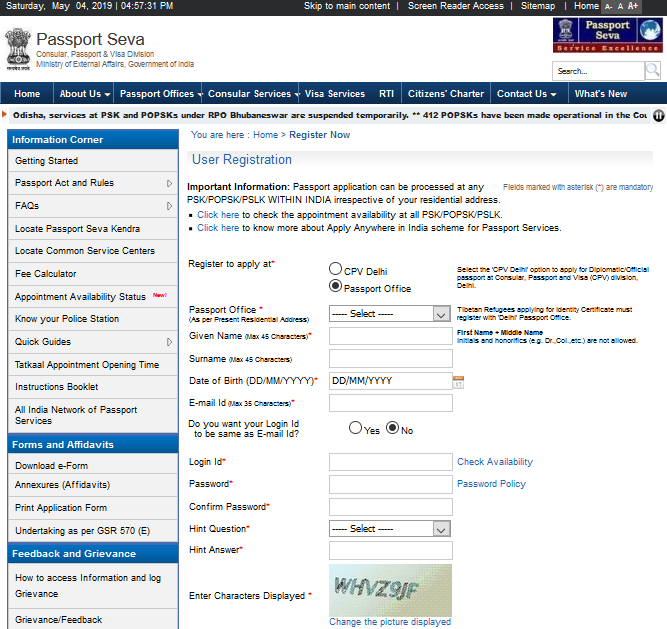 Saturday, May 04, 2019 | 04:57:31 PM
Skip to main content | Screen Reader Access | Sitemap | Home A- A A+
Passport Seva
Consular, Passport & Visa Division
Ministry of External Affairs, Government of India
Passport
Seva
Service Excellence
Search...
Home About Us Passport Offices Consular Services Visa Services RTI Citizens' Charter Contact Us What's New
Odisha, services at PSK and POPSKs under RPO Bhubaneswar are suspended temporarily. ** 412 POPSKs have been made operational in the Cou
Information Corner
Getting Started
Passport Act and Rules
FAQs
Locate Passport Seva Kendra
Locate Common Service Centers
Fee Calculator
Appointment Availability Status New!
Know your Police Station
Quick Guides
Tatkaal Appointment Opening Time
Instructions Booklet
All India Network of Passport
Services
Forms and Affidavits
Download e-Form
Annexures (Affidavits)
Print Application Form
Undertaking as per GSR 570 (E)
Feedback and Grievance
How to access Information and log
Grievance
Grievance/Feedback
You are here : Home > Register Now
User Registration
Important Information: Passport application can be processed at any
PSK/POPSK/PSLK WITHIN INDIA irrespective of your residential address.
Fields marked with asterisk (*) are mandatory
Click here to check the appointment availability at all PSK/POPSK/PSLK.
Click here to know more about Apply Anywhere in India scheme for Passport Services.
Register to apply at*
CPV Delhi
Passport Office
Select the 'CPV Delhi' option to apply for Diplomatic/Official
passport at Consular, Passport and Visa (CPV) division,
Delhi.
Passport Office *
(As per Present Residential Address)
----- Select -----
Tibetan Refugees applying for Identity Certificate must
register with 'Delhi' Passport Office.
Given Name (Max 45 Characters)*
First Name + Middle Name
Initials and honorifics (e.g. Dr.,Col.,etc.) are not allowed.
Surname (Max 45 Characters)
Date of Birth (DD/MM/YYYY)*
DD/MM/YYYY
E-mail Id (Max 35 Characters)*
Do you want your Login Id
to be same as E-mail Id?
Yes No
Login Id*
Check Availability
Password*
Password Policy
Confirm Password*
Hint Question*
----- Select -----
Hint Answer*
Enter Characters Displayed *
WHVZ9JF
Change the picture displayed